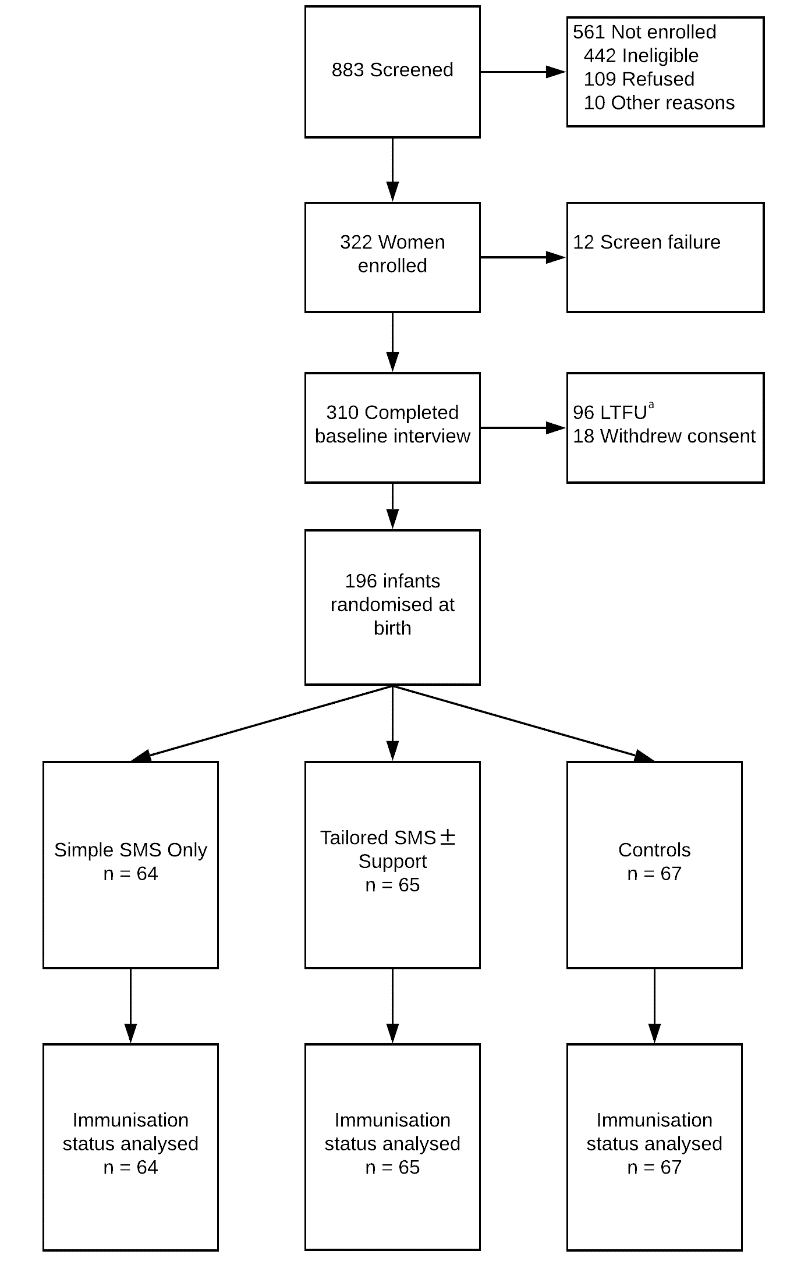 883 Screened
561 Not enrolled
442 Ineligible
109 Refused
10 Other reasons
322 Women
enrolled
12 Screen failure
310 Completed
baseline interview
96 LTFUᵃ
18 Withdrew consent
196 infants
randomised at
birth
Simple SMS Only
n = 64
Tailored SMS ±
Support
n = 65
Controls
n = 67
Immunisation
status analysed
n = 64
Immunisation
status analysed
n = 65
Immunisation
status analysed
n = 67